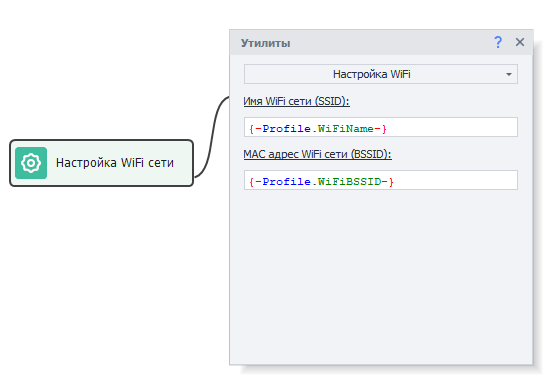 Утилиты
Настройка WiFi
Имя WiFi сети (SSID):
{-Profile.WiFiName-}
MAC адрес WiFi сети (BSSID):
{-Profile.WiFiBSSID-}
Настройка WiFi сети